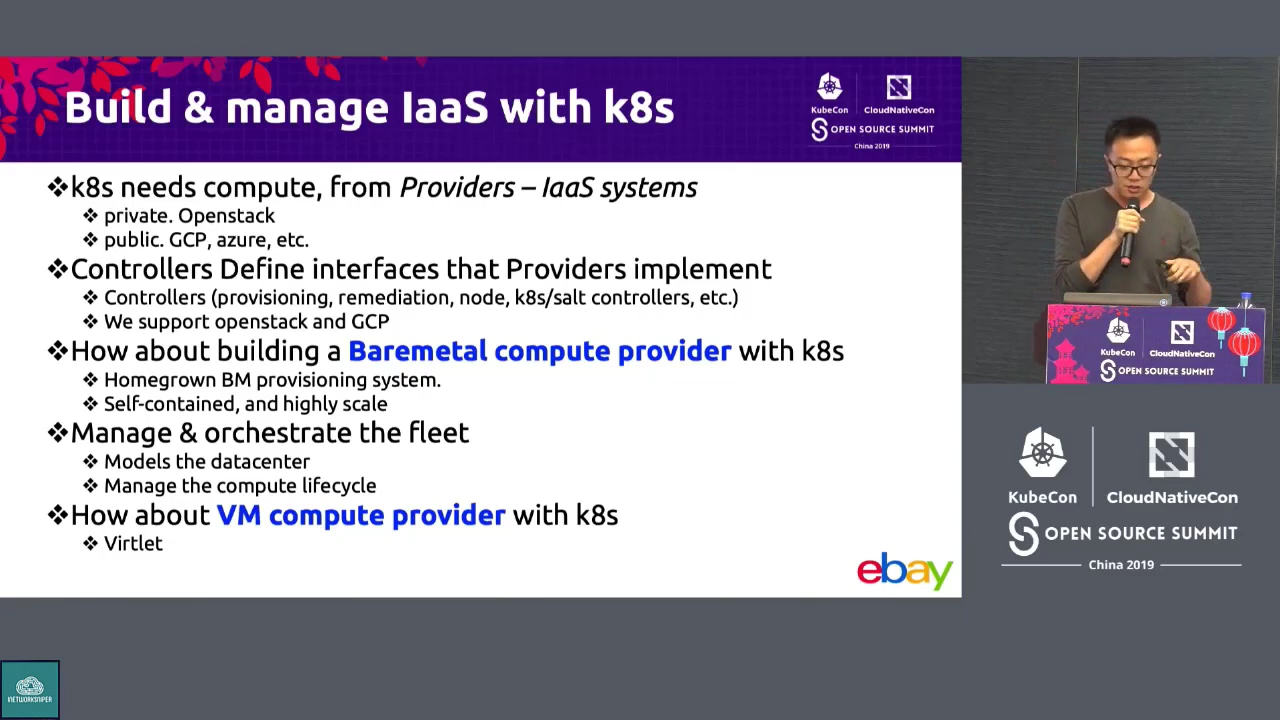 Build & manage IaaS with k8s
KubeCon
CloudNativeCon
OPEN SOURCE SUMMIT
China 2019
❖k8s needs compute, from Providers – IaaS systems
❖ private. Openstack
❖ public. GCP, azure, etc.
❖Controllers Define interfaces that Providers implement
❖ Controllers (provisioning, remediation, node, k8s/salt controllers, etc.)
❖ We support openstack and GCP
❖How about building a Baremetal compute provider with k8s
❖ Homegrown BM provisioning system.
❖ Self-contained, and highly scale
❖Manage & orchestrate the fleet
❖ Models the datacenter
❖ Manage the compute lifecycle
❖How about VM compute provider with k8s
❖ Virtlet
ebay
KubeCon
CloudNativeCon
OPEN SOURCE SUMMIT
KubeCon
CloudNativeCon
OPEN SOURCE SUMMIT
China 2019
INETWORKSNIPER